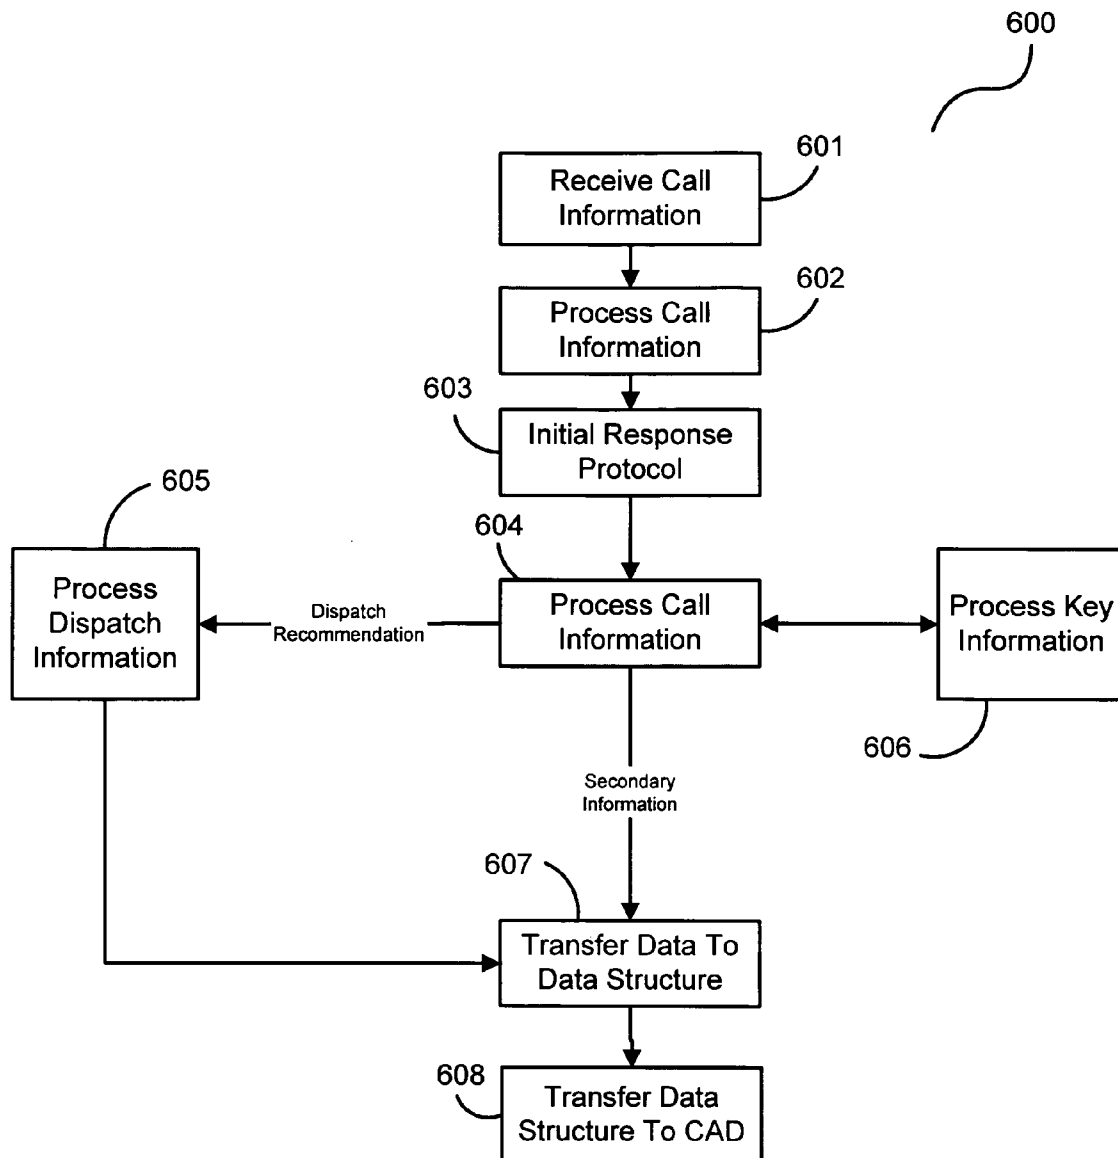 600
601
Receive Call
Information
602
Process Call
Information
603
Initial Response
Protocol
604
Process Call
Information
605
Process
Dispatch
Information
Dispatch
Recommendation
Process Key
Information
606
Secondary
Information
607
Transfer Data To
Data Structure
608
Transfer Data
Structure To CAD